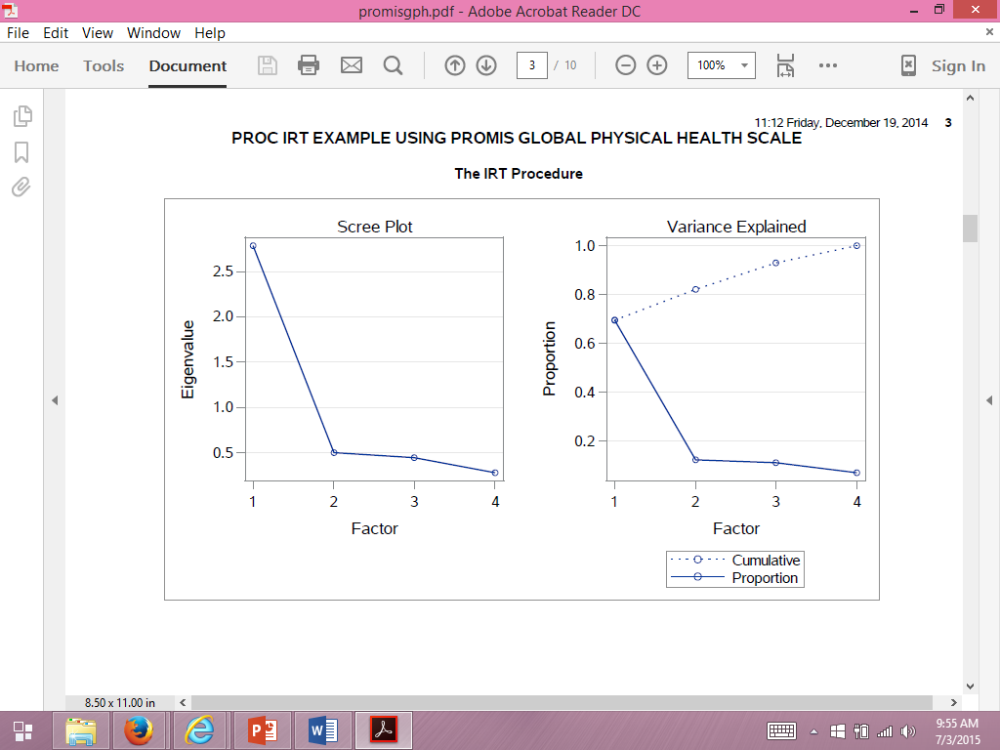 promisgph.pdf - Adobe Acrobat Reader DC
File Edit View Window Help
Home Tools Document 3 / 10 100% Sign In
11:12 Friday, December 19, 2014 3
PROC IRT EXAMPLE USING PROMIS GLOBAL PHYSICAL HEALTH SCALE
The IRT Procedure
Scree Plot
Eigenvalue
2.5
2.0
1.5
1.0
0.5
1 2 3 4
Factor
Variance Explained
Proportion
1.0
0.8
0.6
0.4
0.2
1 2 3 4
Factor
Cumulative
Proportion
8.50 x 11.00 in
9:55 AM
7/3/2015